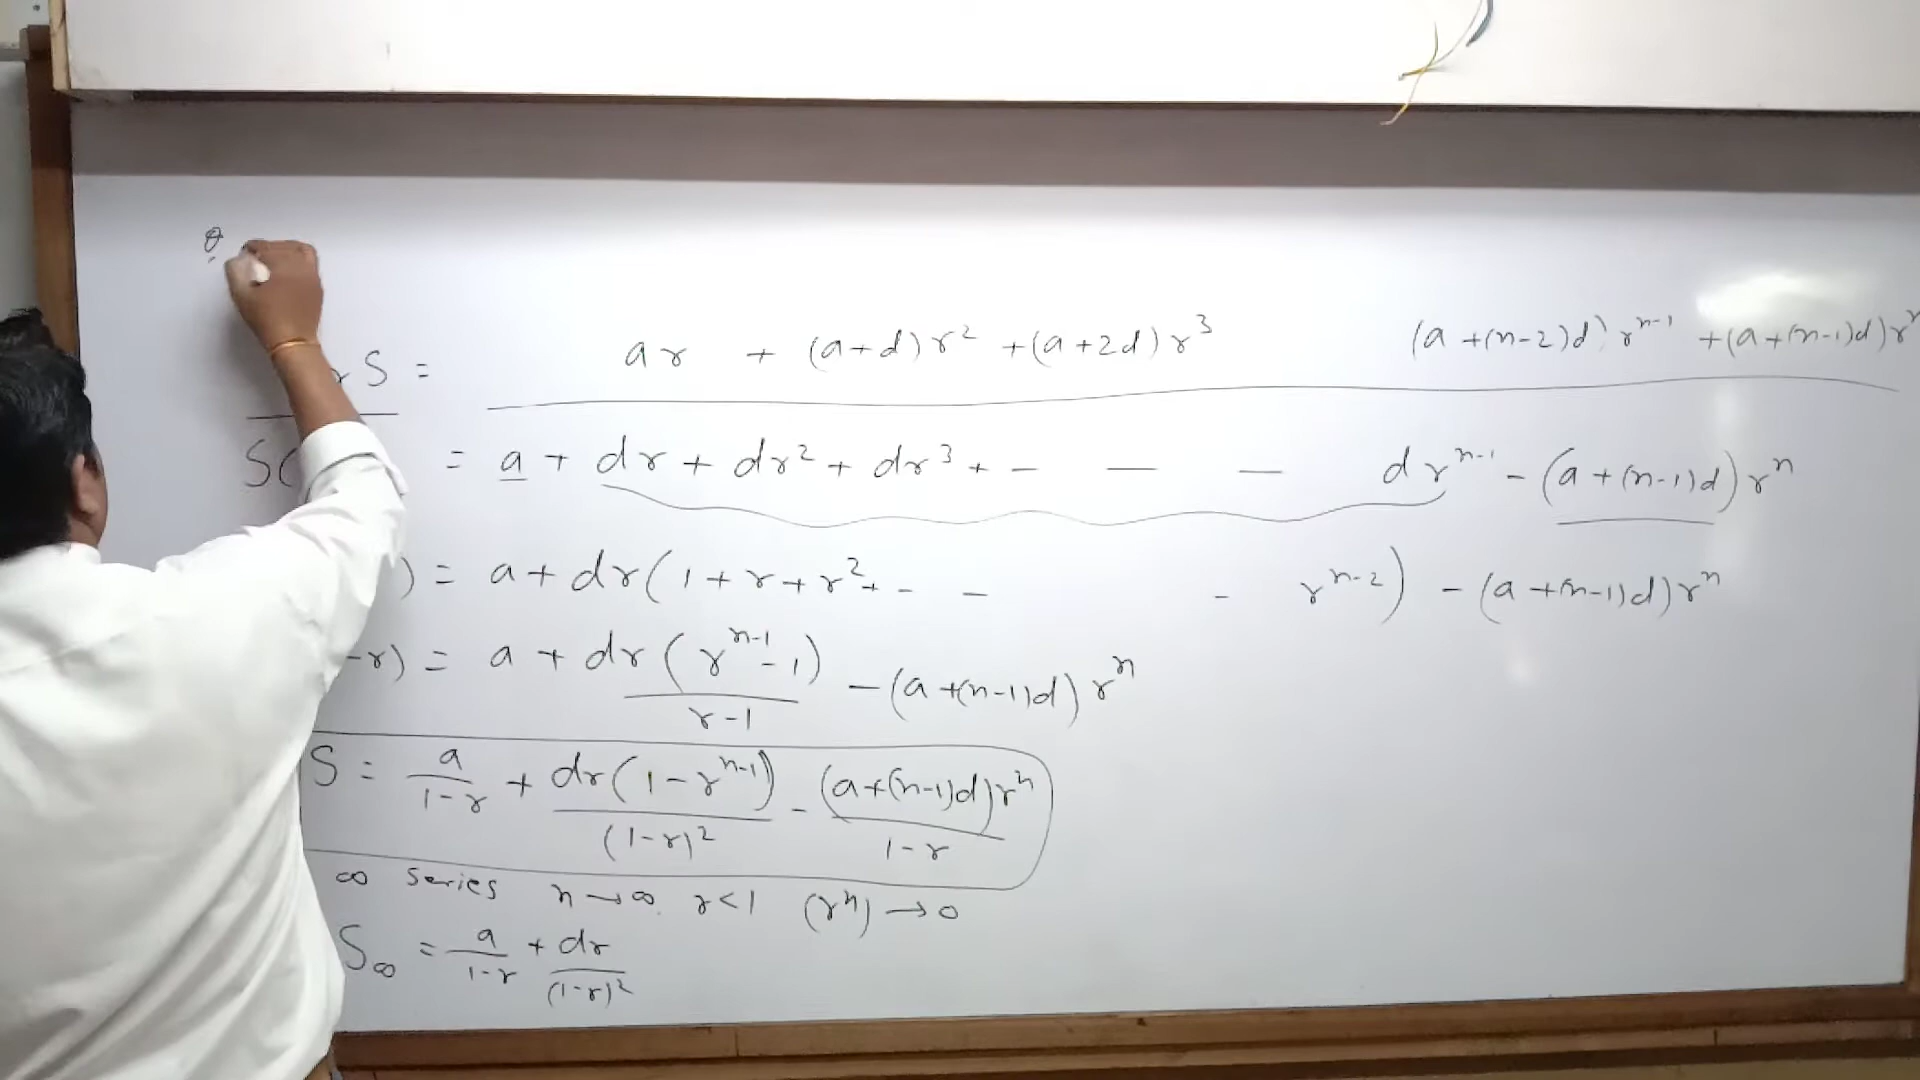 θ
r S = ar + (a+d)r² + (a+2d)r³ (a+(n-2)d) r^{n-1} + (a+(n-1)d)r^n
S( = a + dr + dr² + dr³ + - — — dr^{n-1} - (a+(n-1)d) r^n
) = a + dr(1 + r + r² + - - - r^{n-2}) - (a+(n-1)d)r^n
-r) = a + dr (r^{n-1} - 1) / r-1 - (a+(n-1)d) r^n
S = a / 1-r + dr(1 - r^{n-1}) / (1-r)² - (a+(n-1)d)r^n / 1-r
∞ series n → ∞ r<1 (r^n) → 0
S∞ = a / 1-r + dr / (1-r)²